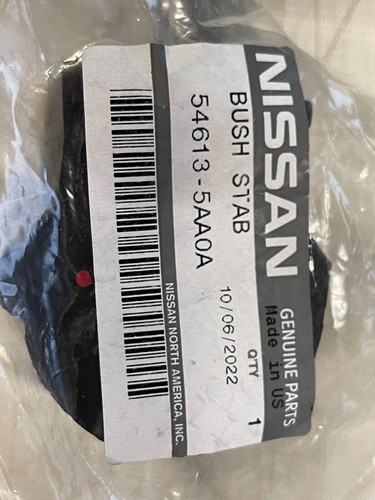 NISSAN
GENUINE PARTS
Made in US
BUSH STAB
QTY
1
54613-5AA0A
10/06/2022
NISSAN NORTH AMERICA, INC.